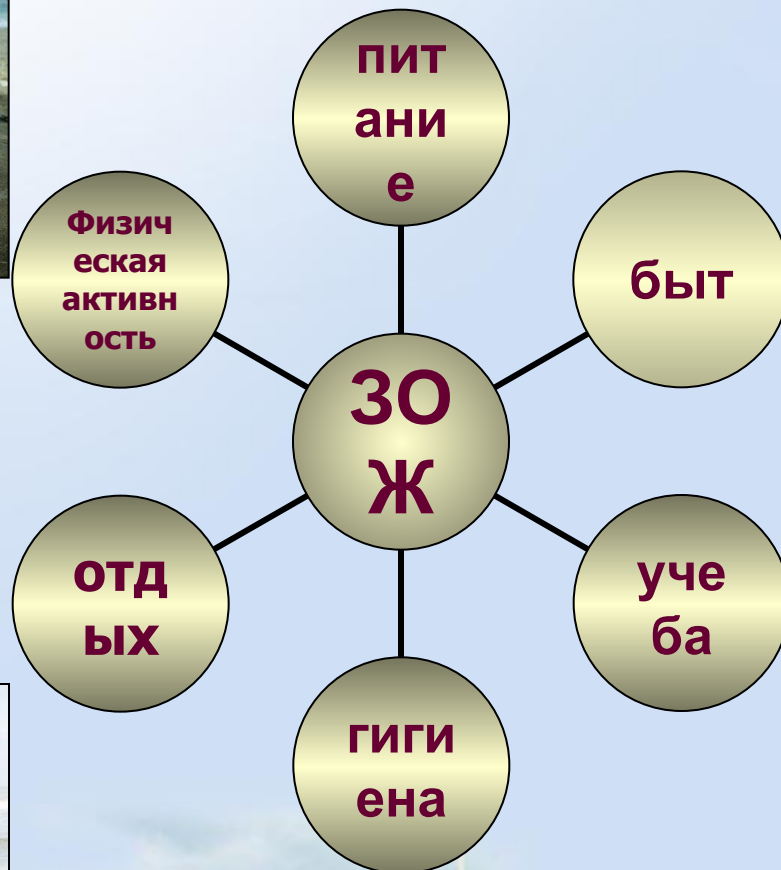 пит
ани
е
Физич
еская
активн
ость
быт
ЗО
Ж
отд
ых
уче
ба
гиги
ена